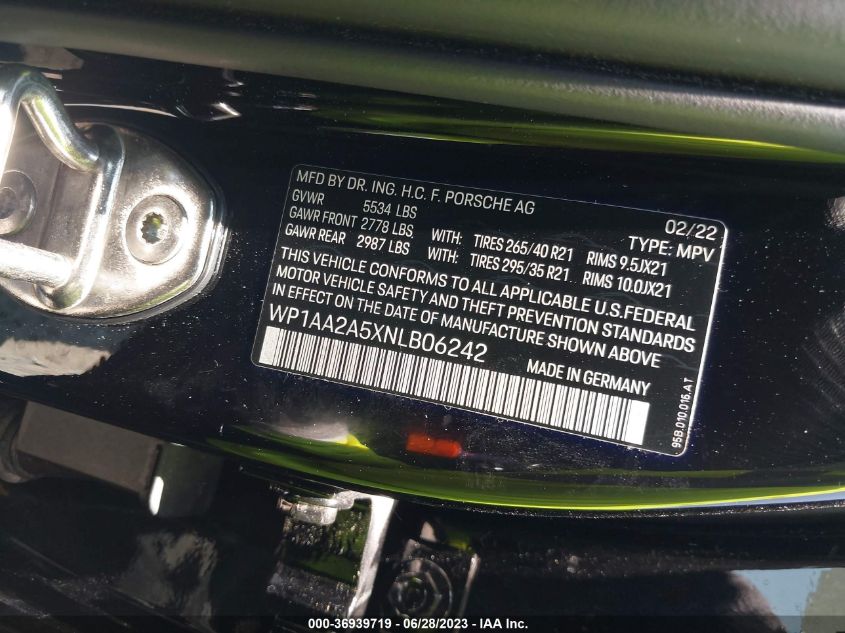 MFD BY DR. ING. H.C. F. PORSCHE AG 02/22
GVWR 5534 LBS TYPE: MPV
GAWR FRONT 2778 LBS WITH: TIRES 265/40 R21 RIMS 9.5JX21
GAWR REAR 2987 LBS WITH: TIRES 295/35 R21 RIMS 10.0JX21
THIS VEHICLE CONFORMS TO ALL APPLICABLE U.S. FEDERAL
MOTOR VEHICLE SAFETY AND THEFT PREVENTION STANDARDS
IN EFFECT ON THE DATE OF MANUFACTURE SHOWN ABOVE
WP1AA2A5XNLB06242
MADE IN GERMANY
95B.010.016.AT
000-36939719 - 06/28/2023 - IAA Inc.